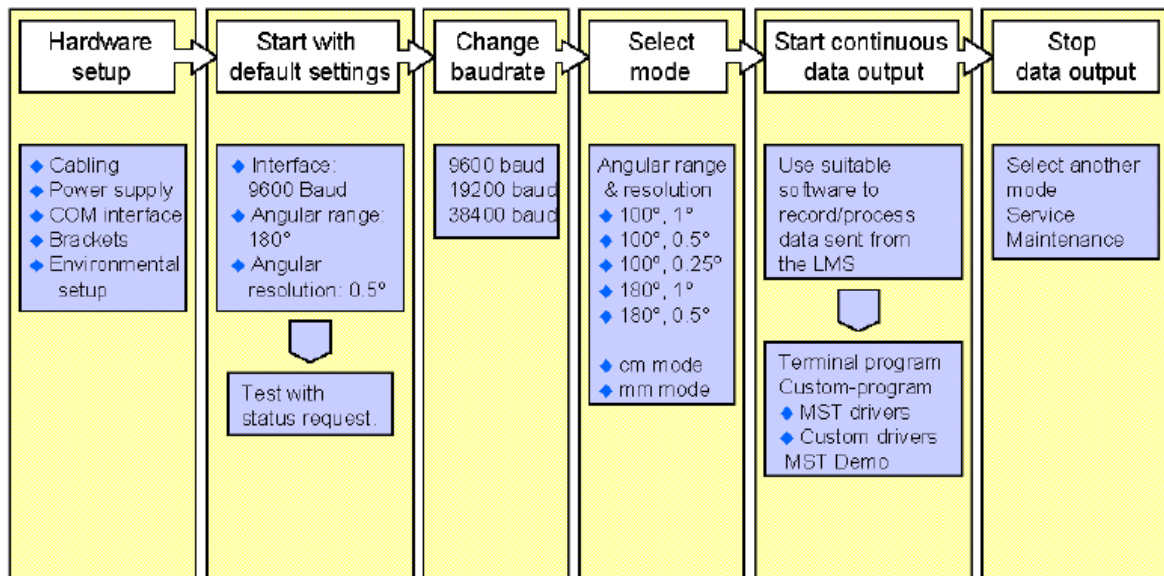 Hardware
setup
Start with
default settings
Change
baudrate
Select
mode
Start continuous
data output
Stop
data output
Cabling
Power supply
COM interface
Brackets
Environmental
setup
Interface:
9600 Baud
Angular range:
180°
Angular
resolution: 0.5°
Test with
status request.
9600 baud
19200 baud
38400 baud
Angular range
& resolution
100°, 1°
100°, 0.5°
100°, 0.25°
180°, 1°
180°, 0.5°
cm mode
mm mode
Use suitable
software to
record/process
data sent from
the LMS
Terminal program
Custom-program
MST drivers
Custom drivers
MST Demo
Select another
mode
Service
Maintenance